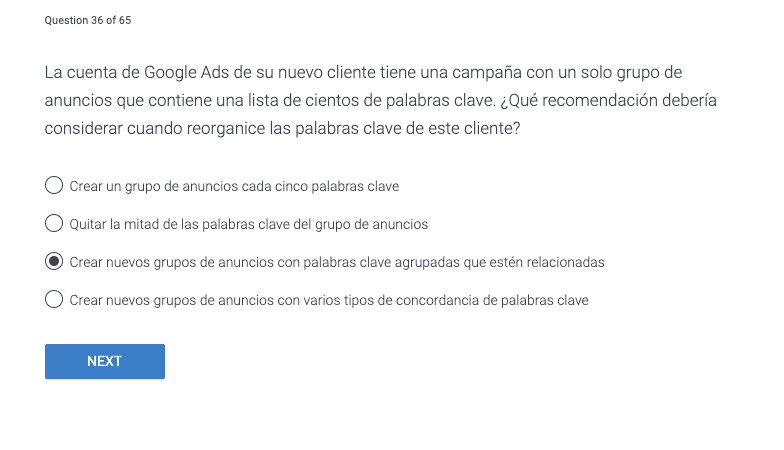 Question 36 of 65
La cuenta de Google Ads de su nuevo cliente tiene una campaña con un solo grupo de
anuncios que contiene una lista de cientos de palabras clave. ¿Qué recomendación debería
considerar cuando reorganice las palabras clave de este cliente?
Crear un grupo de anuncios cada cinco palabras clave
Quitar la mitad de las palabras clave del grupo de anuncios
Crear nuevos grupos de anuncios con palabras clave agrupadas que estén relacionadas
Crear nuevos grupos de anuncios con varios tipos de concordancia de palabras clave
NEXT